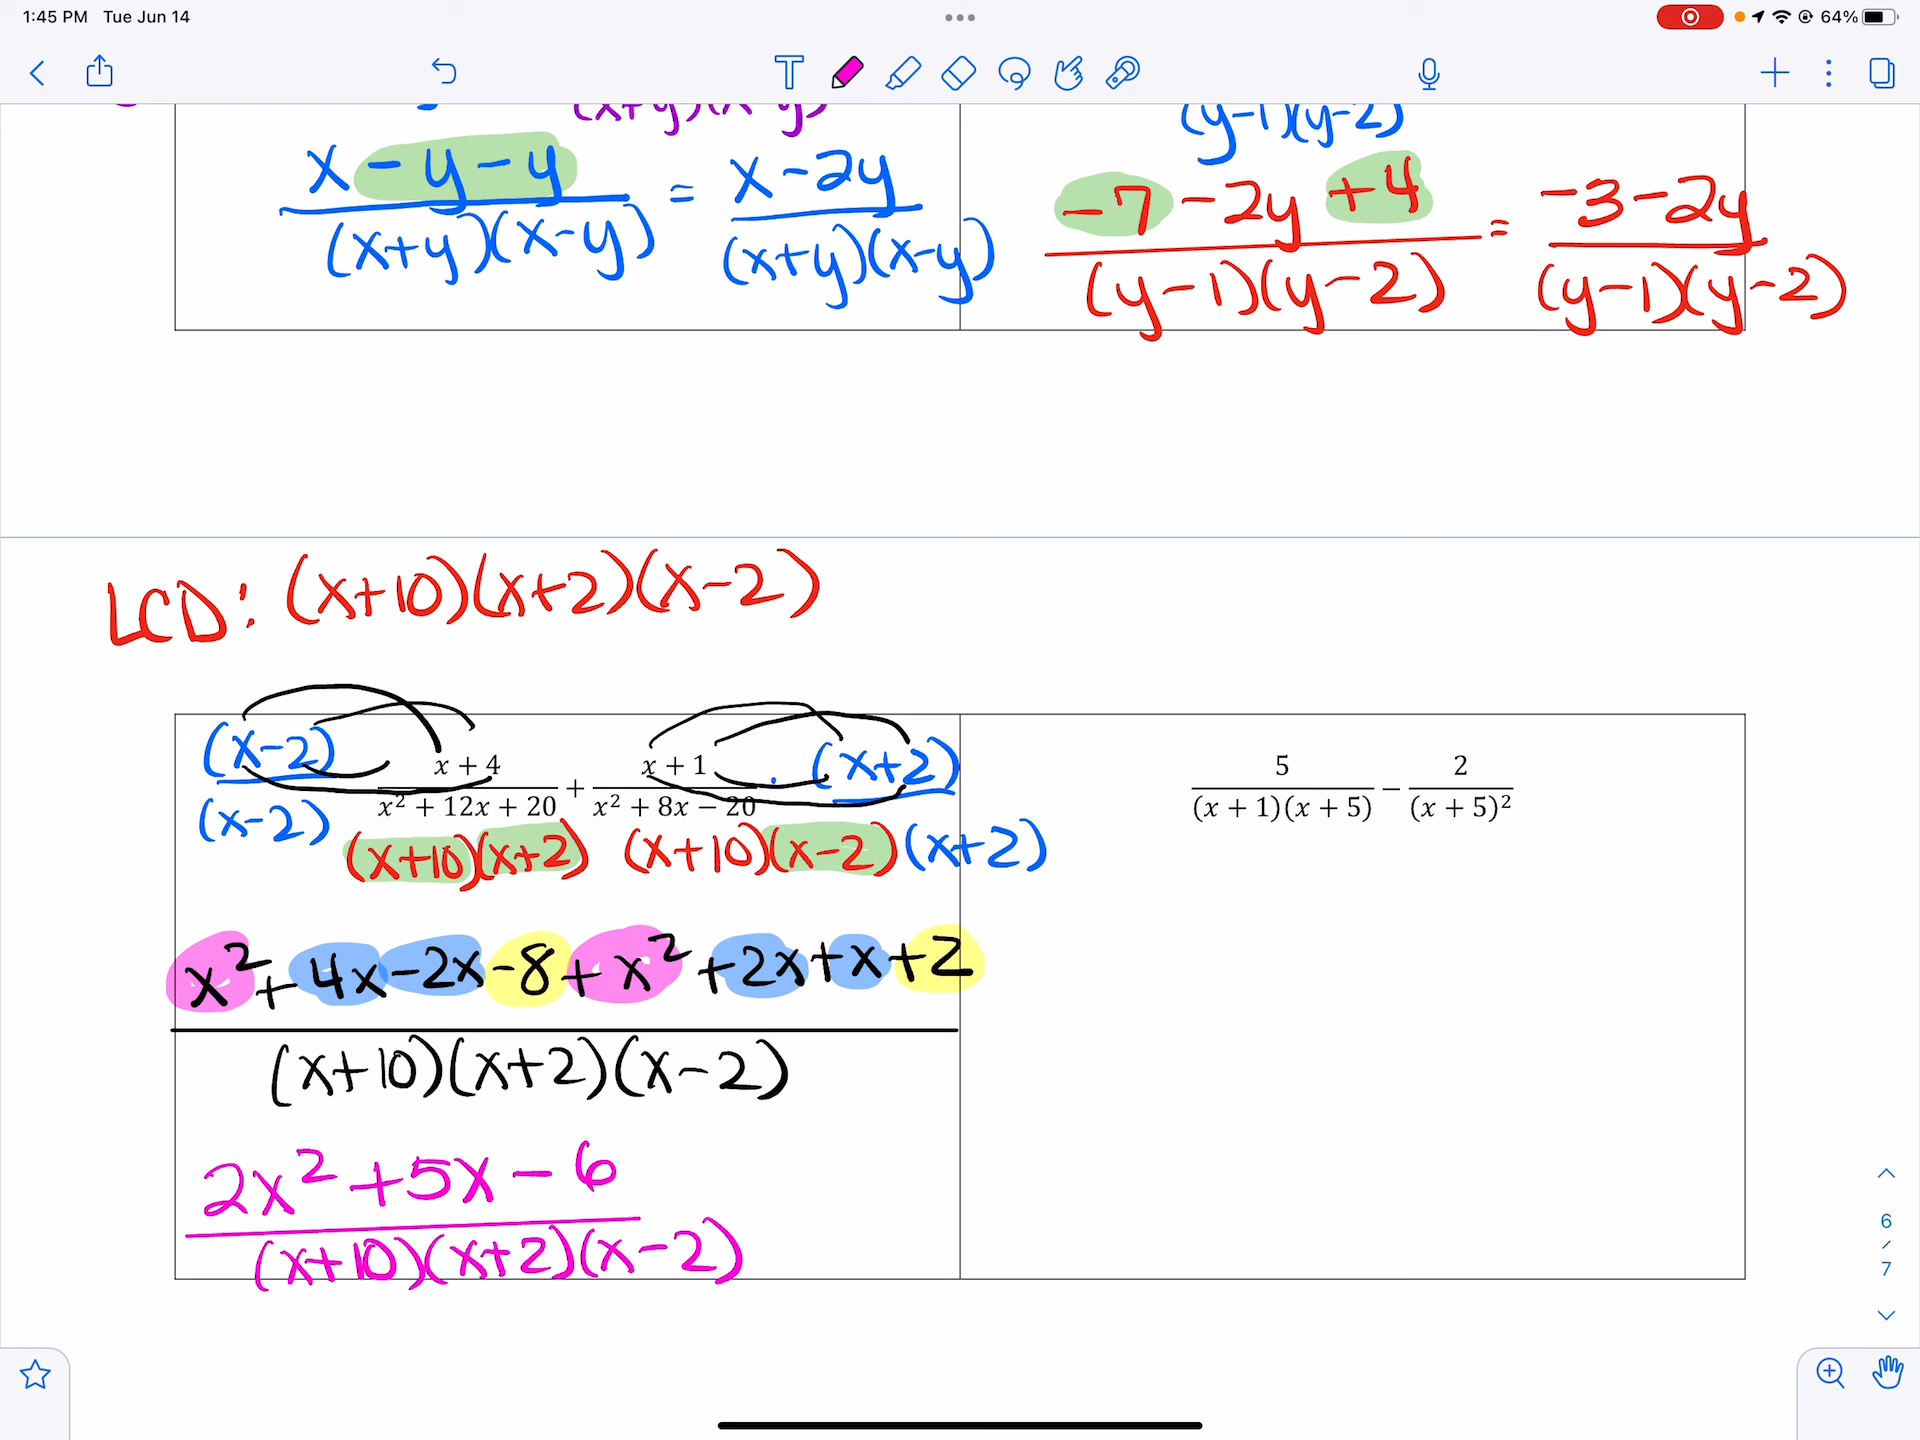 1:45 PM Tue Jun 14
64%
(x+y)(x-y)
(y-1)(y-2)
x - y - y / (x+y)(x-y) = x - 2y / (x+y)(x-y)
-7 - 2y + 4 / (y-1)(y-2) = -3 - 2y / (y-1)(y-2)
LCD: (x+10)(x+2)(x-2)
(x-2) / (x-2) x + 4 / x² + 12x + 20 + x + 1 / x² + 8x − 20 · (x+2)
(x+10)(x+2) (x+10)(x-2)(x+2)
x² + 4x - 2x - 8 + x² + 2x + x + 2
(x+10)(x+2)(x-2)
2x² + 5x - 6
(x+10)(x+2)(x-2)
5 / (x + 1)(x + 5) − 2 / (x + 5)²
6
7